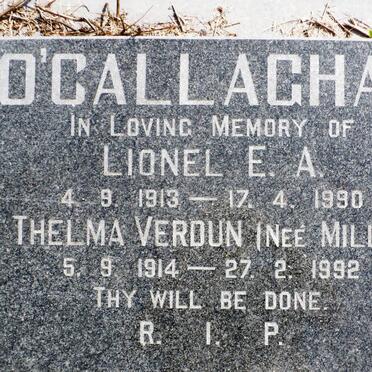 O'CALLAGHA
IN LOVING MEMORY OF
LIONEL E. A.
4. 9. 1913 — 17. 4. 1990
THELMA VERDUN (NEÉ MILL
5. 9. 1914 — 27. 2. 1992
THY WILL BE DONE.
R. I. P.